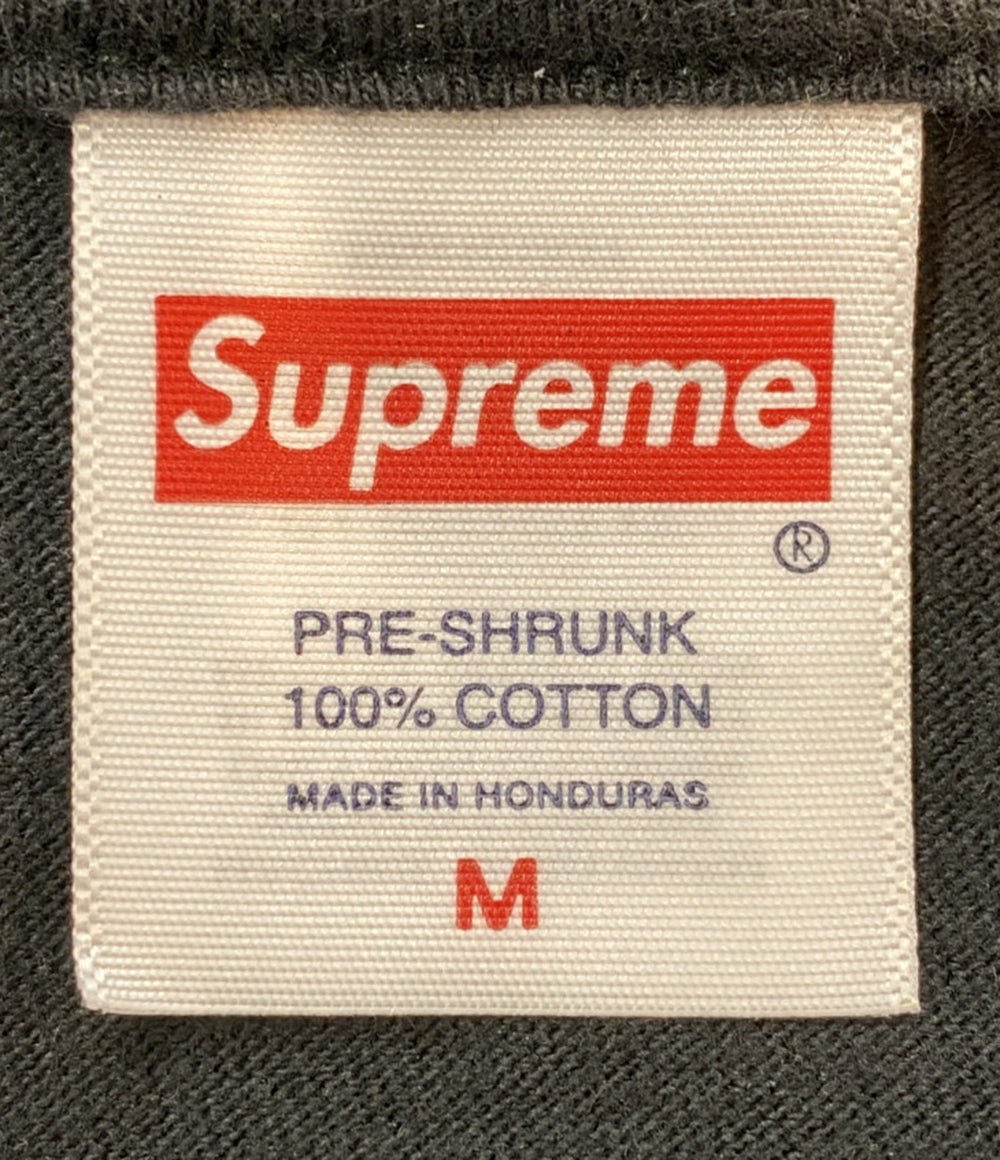 Supreme
®
PRE-SHRUNK
100% COTTON
MADE IN HONDURAS
M